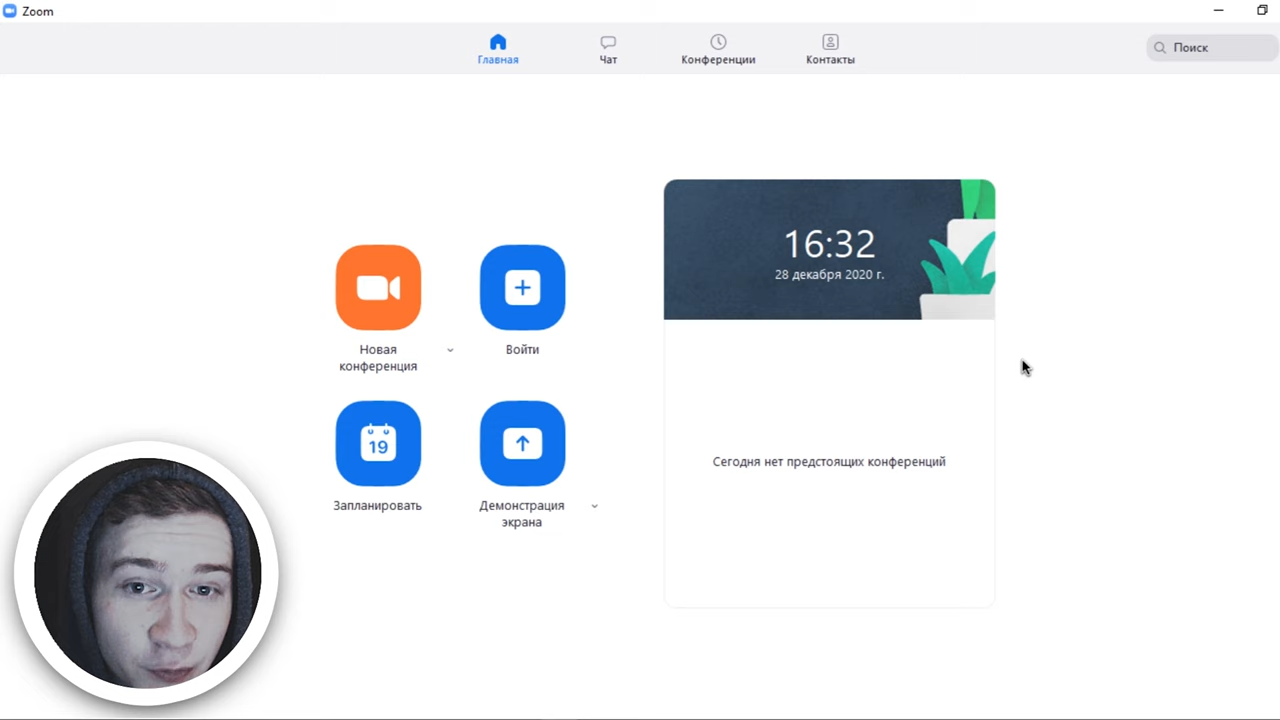 Zoom
Главная
Чат
Конференции
Контакты
Поиск
16:32
28 декабря 2020 г.
Новая
конференция
Войти
19
Запланировать
Демонстрация
экрана
Сегодня нет предстоящих конференций